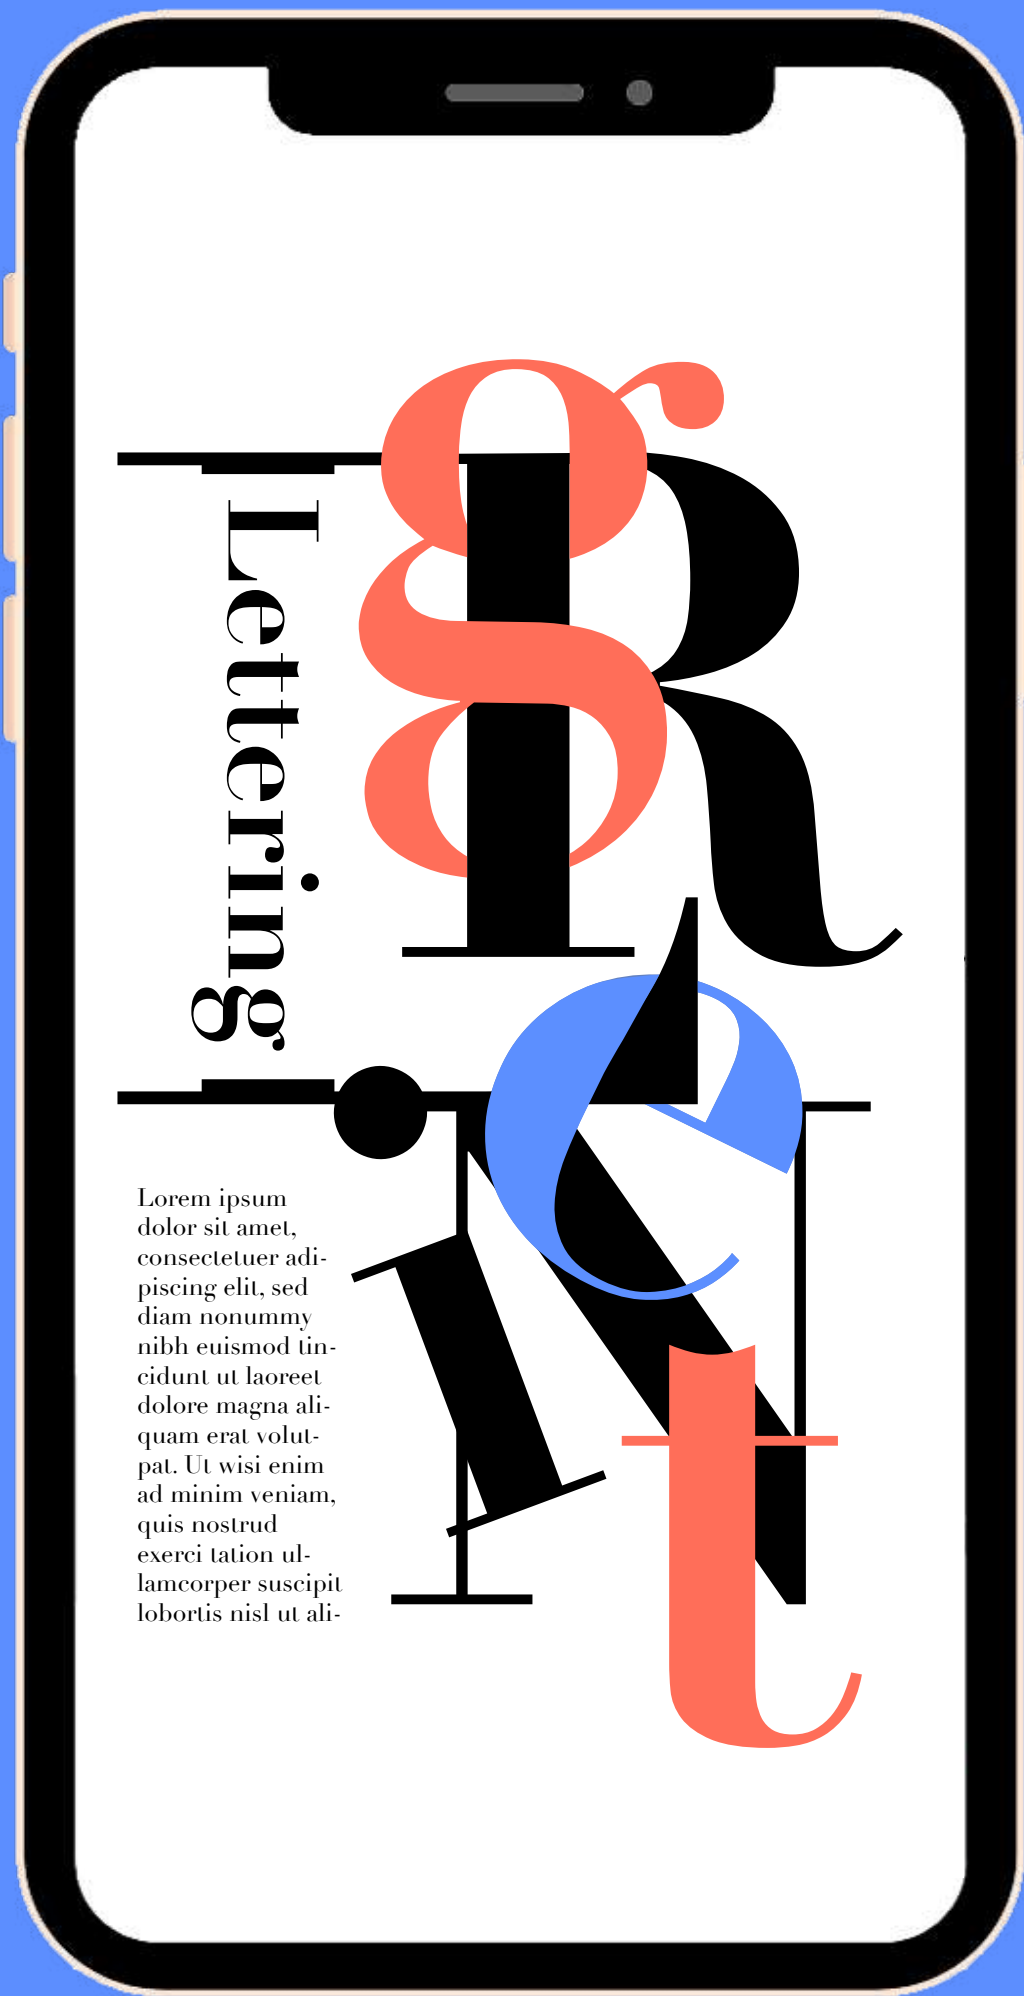 Lettering
g
R
e
i
N
t
Lorem ipsum
dolor sit amet,
consectetuer adi-
piscing elit, sed
diam nonummy
nibh euismod tin-
cidunt ut laoreet
dolore magna ali-
quam erat volut-
pat. Ut wisi enim
ad minim veniam,
quis nostrud
exerci tation ul-
lamcorper suscipit
lobortis nisl ut ali-